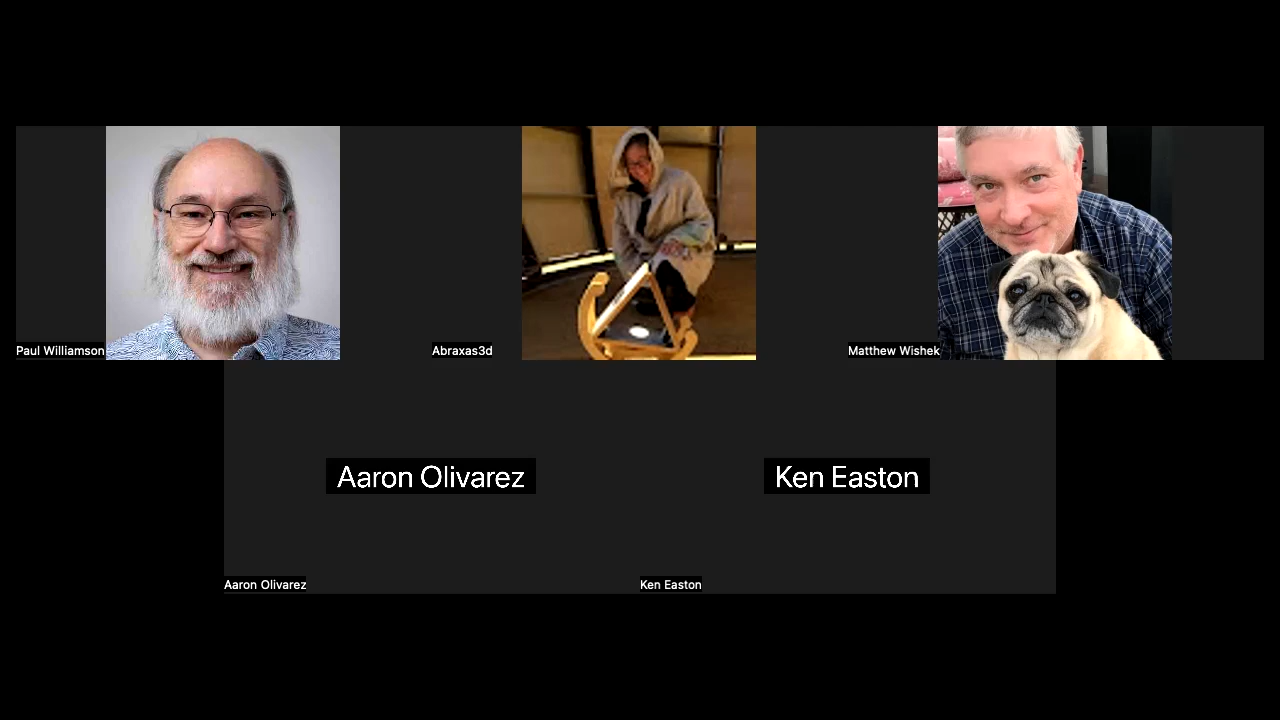 Paul Williamson
Abraxas3d
Matthew Wishek
Aaron Olivarez
Ken Easton
Aaron Olivarez
Ken Easton